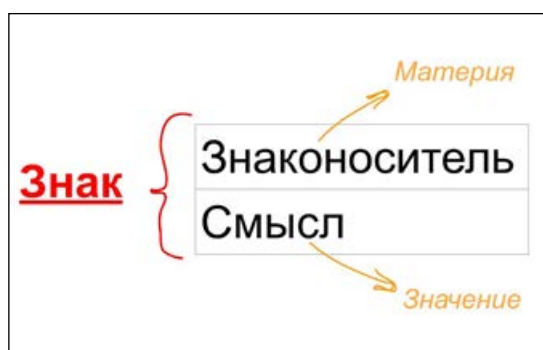 Материя
Знаконоситель
Знак
Смысл
Значение